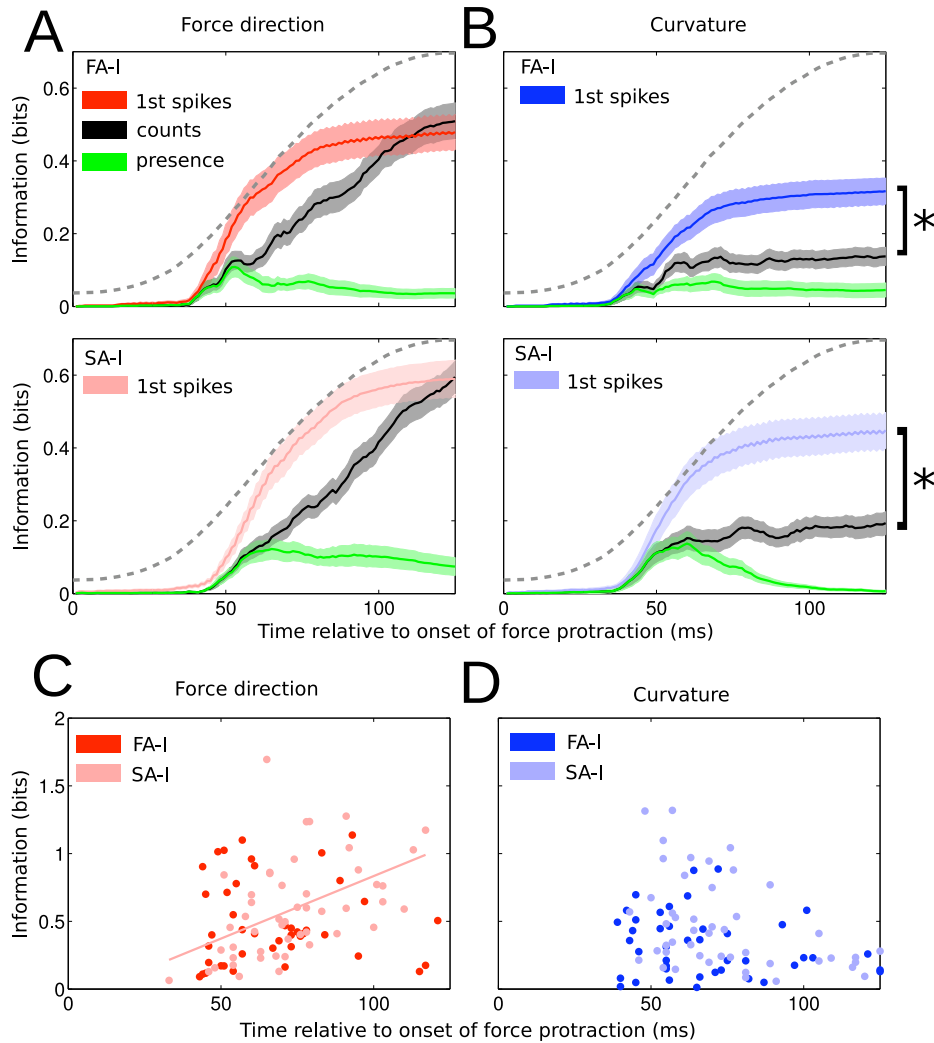 A
Force direction
B
Curvature
FA-I
1st spikes
counts
presence
Information (bits)
0.6
0.4
0.2
0
FA-I
1st spikes
*
SA-I
1st spikes
Information (bits)
0.6
0.4
0.2
0
0
50
100
SA-I
1st spikes
*
0
50
100
Time relative to onset of force protraction (ms)
C
Force direction
D
Curvature
FA-I
SA-I
Information (bits)
2
1.5
1
0.5
0
0
50
100
FA-I
SA-I
0
50
100
Time relative to onset of force protraction (ms)